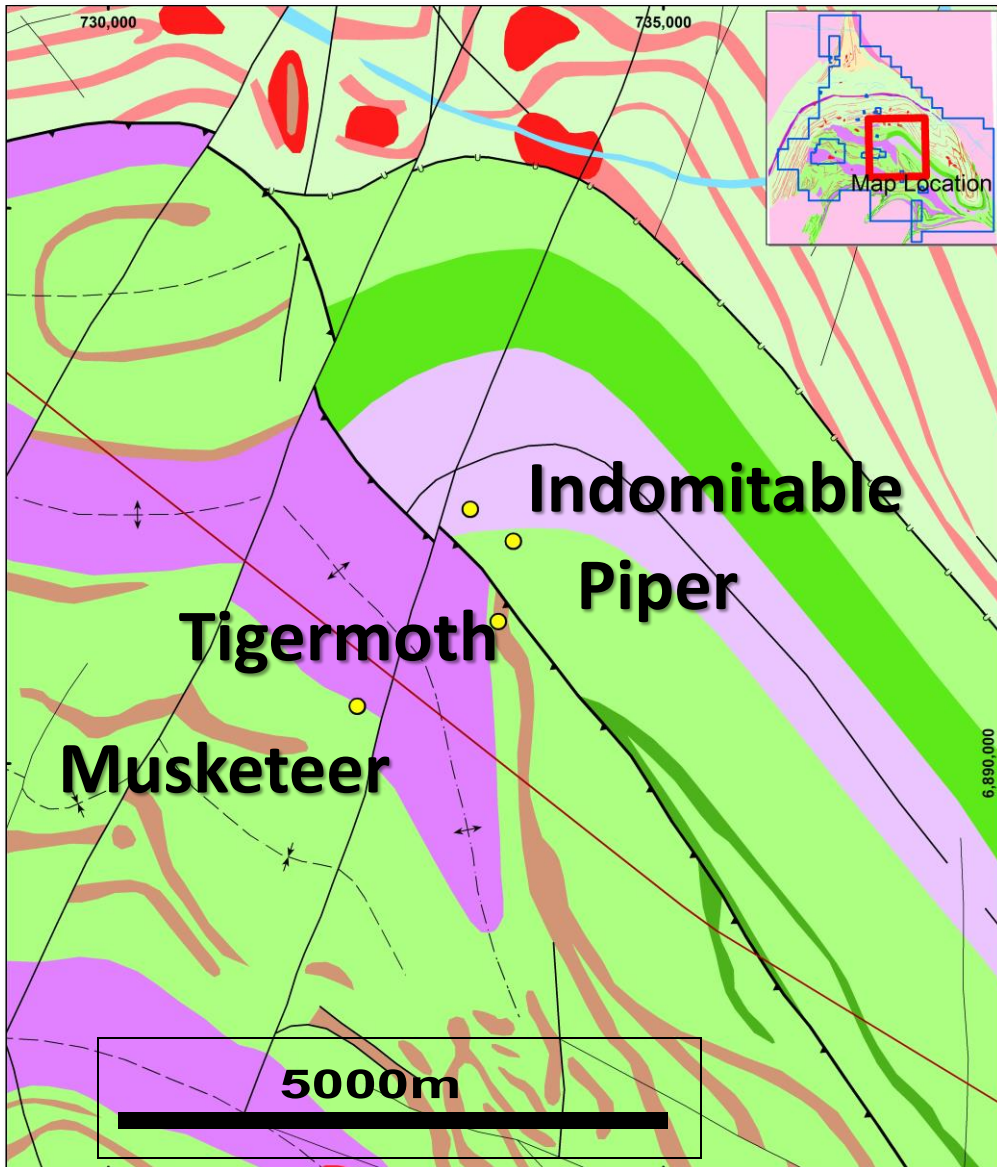 730,000
735,000
Map Location
Indomitable
Piper
Tigermoth
Musketeer
6,890,000
5000m